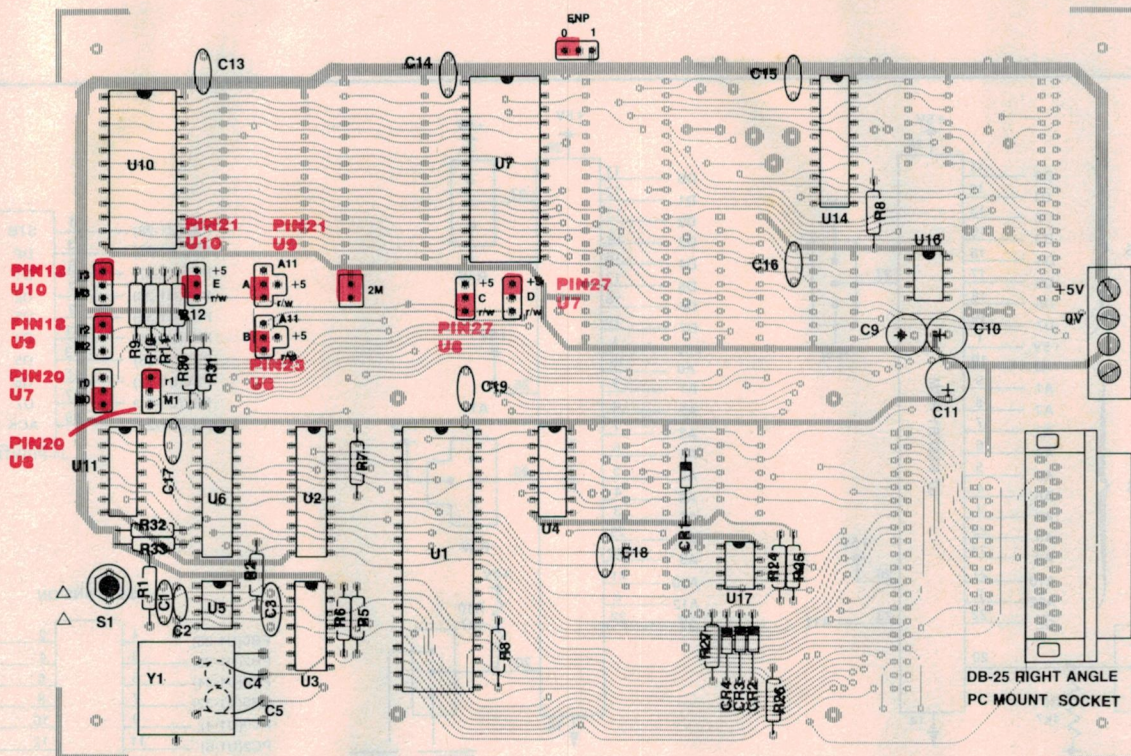 ENP
0 1
C13
C14
C15
U10
U7
U14
R8
PIN21
U10
PIN21
U9
U16
C16
PIN18
U10
r3
M3
+5
E
r/w
A11
A +5
r/w
2M
+5
C
r/w
+5
D
r/w
PIN27
U7
+5V
0V
R12
PIN18
U9
r2
M2
R9
R10
R11
A11
B +5
r/w
PIN27
U8
C9
C10
R30
R31
PIN23
U8
PIN20
U7
r0
M0
r1
M1
C19
C11
PIN20
U8
U11
C17
U6
U2
R7
U1
U4
CR1
R32
R33
C18
R24
R25
U17
S1
R1
C1
C2
U5
R2
C3
U3
R6
R5
R3
R27
CR4
CR3
CR2
R26
Y1
C4
C5
DB-25 RIGHT ANGLE
PC MOUNT SOCKET